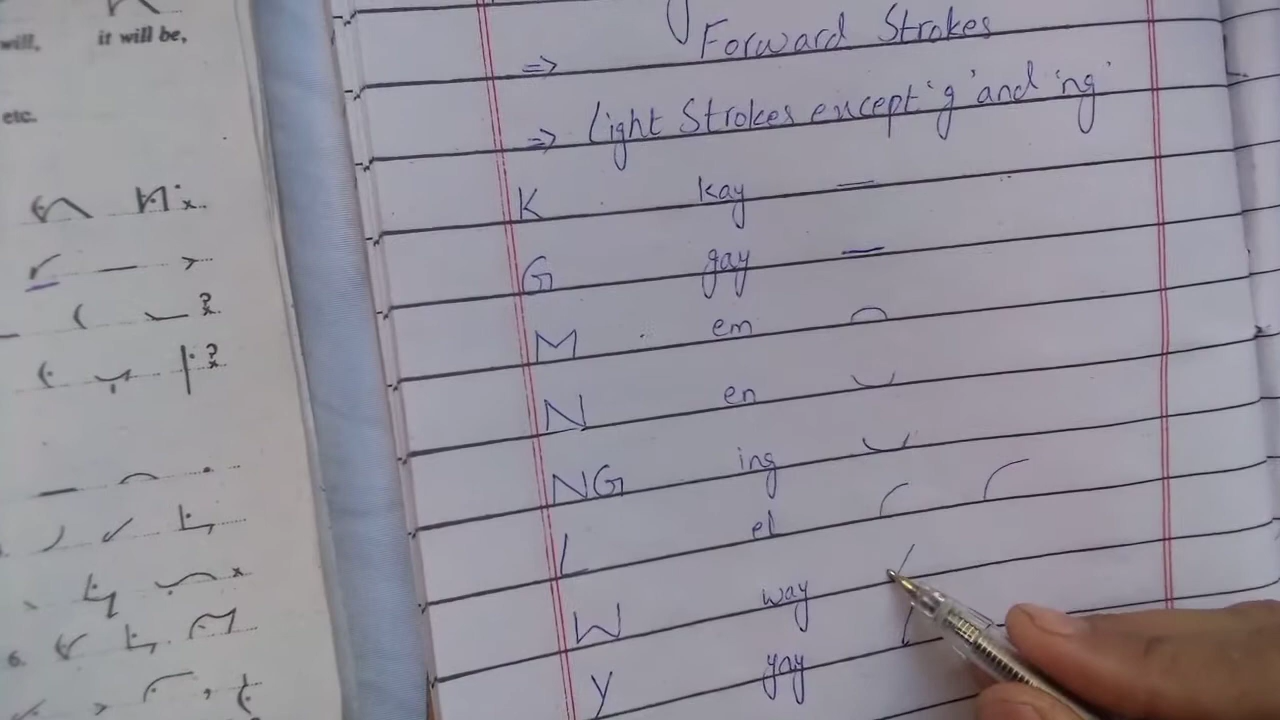 will, it will be,
etc.
6.
=> Forward Strokes
=> Light Strokes except 'g' and 'ng'
K kay
G gay
M em
N en
NG ing
L el
W way
Y yay